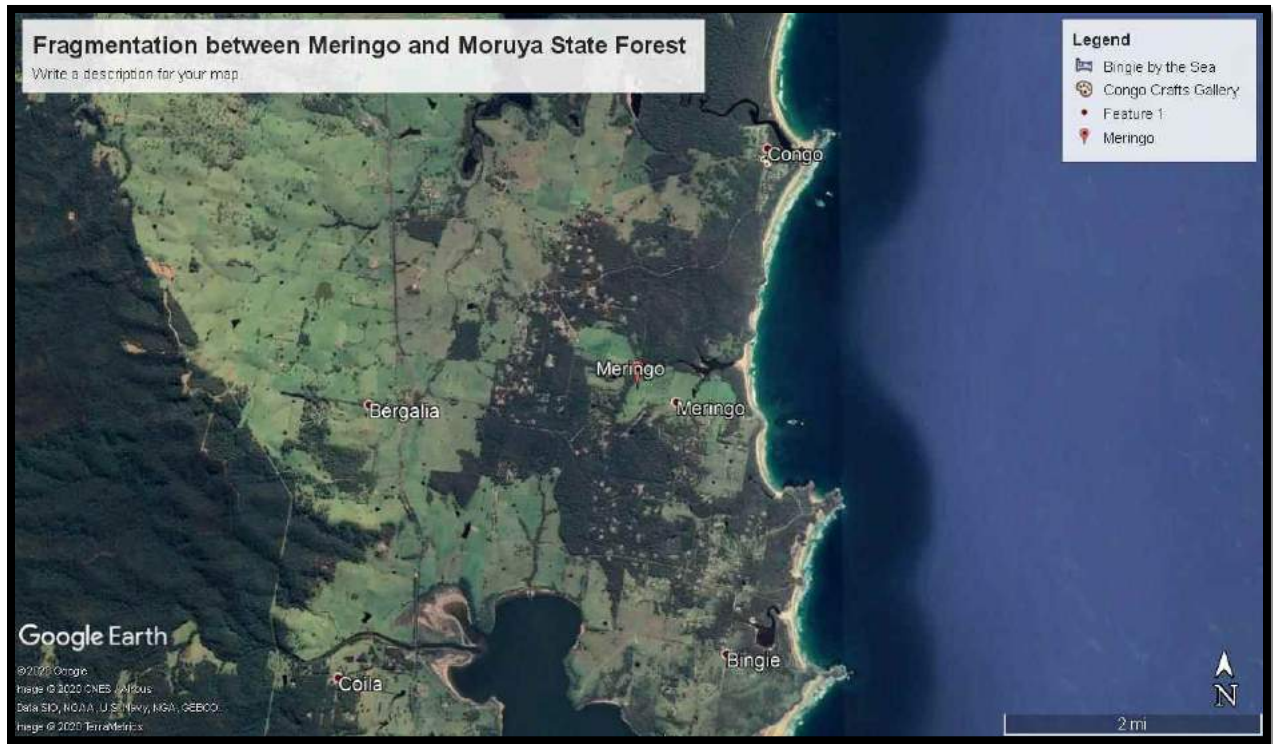 Fragmentation between Meringo and Moruya State Forest
Write a description for your map.
Legend
Bingie by the Sea
Congo Crafts Gallery
Feature 1
Meringo
Congo
Meringo
Meringo
Bergalia
Bingie
Coila
Google Earth
© 2020 Google
Image © 2020 CNES / Airbus
Data SIO, NOAA, U.S. Navy, NGA, GEBCO
Image © 2020 TerraMetrics
N
2 mi